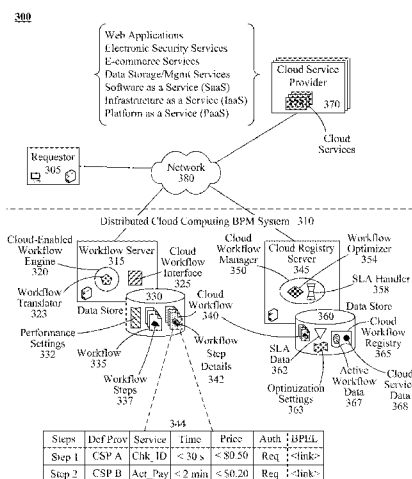 300
Web Applications
Electronic Security Services
E-commerce Services
Data Storage/Mgmt Services
Software as a Service (SaaS)
Infrastructure as a Service (IaaS)
Platform as a Service (PaaS)
Cloud Service
Provider
370
Cloud
Services
Requestor
305
Network
380
Distributed Cloud Computing BPM System 310
Cloud-Enabled
Workflow
Engine
320
Workflow Server
315
Cloud
Workflow
Interface
325
Workflow
Translator
323
Data Store
330
Performance
Settings
332
Workflow
335
Workflow
Steps
337
Cloud
Workflow
340
Workflow
Step
Details
342
Cloud
Workflow
Manager
350
Cloud Registry
Server
345
Workflow
Optimizer
354
SLA Handler
358
Data Store
360
Cloud
Workflow
Registry
365
SLA
Data
362
Optimization
Settings
363
Active
Workflow
Data
367
Cloud
Service
Data
368
344
Steps Def Prov Service Time Price Auth BPEL
Step 1 CSP A Chk_ID < 30 s < $0.50 Req <link>
Step 2 CSP B Act_Pay < 2 min < $0.20 Req <link>